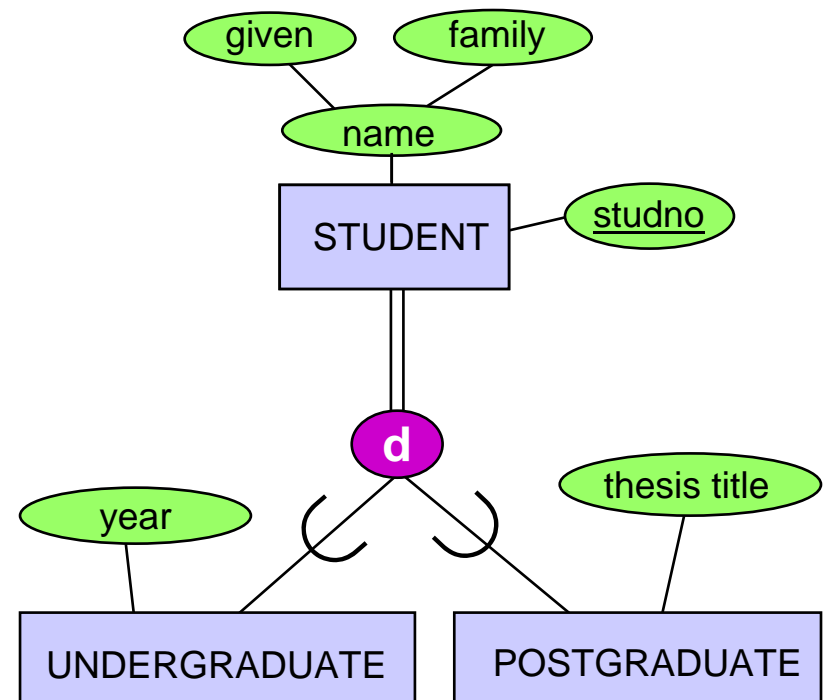 given
family
name
STUDENT
studno
d
year
thesis title
UNDERGRADUATE
POSTGRADUATE